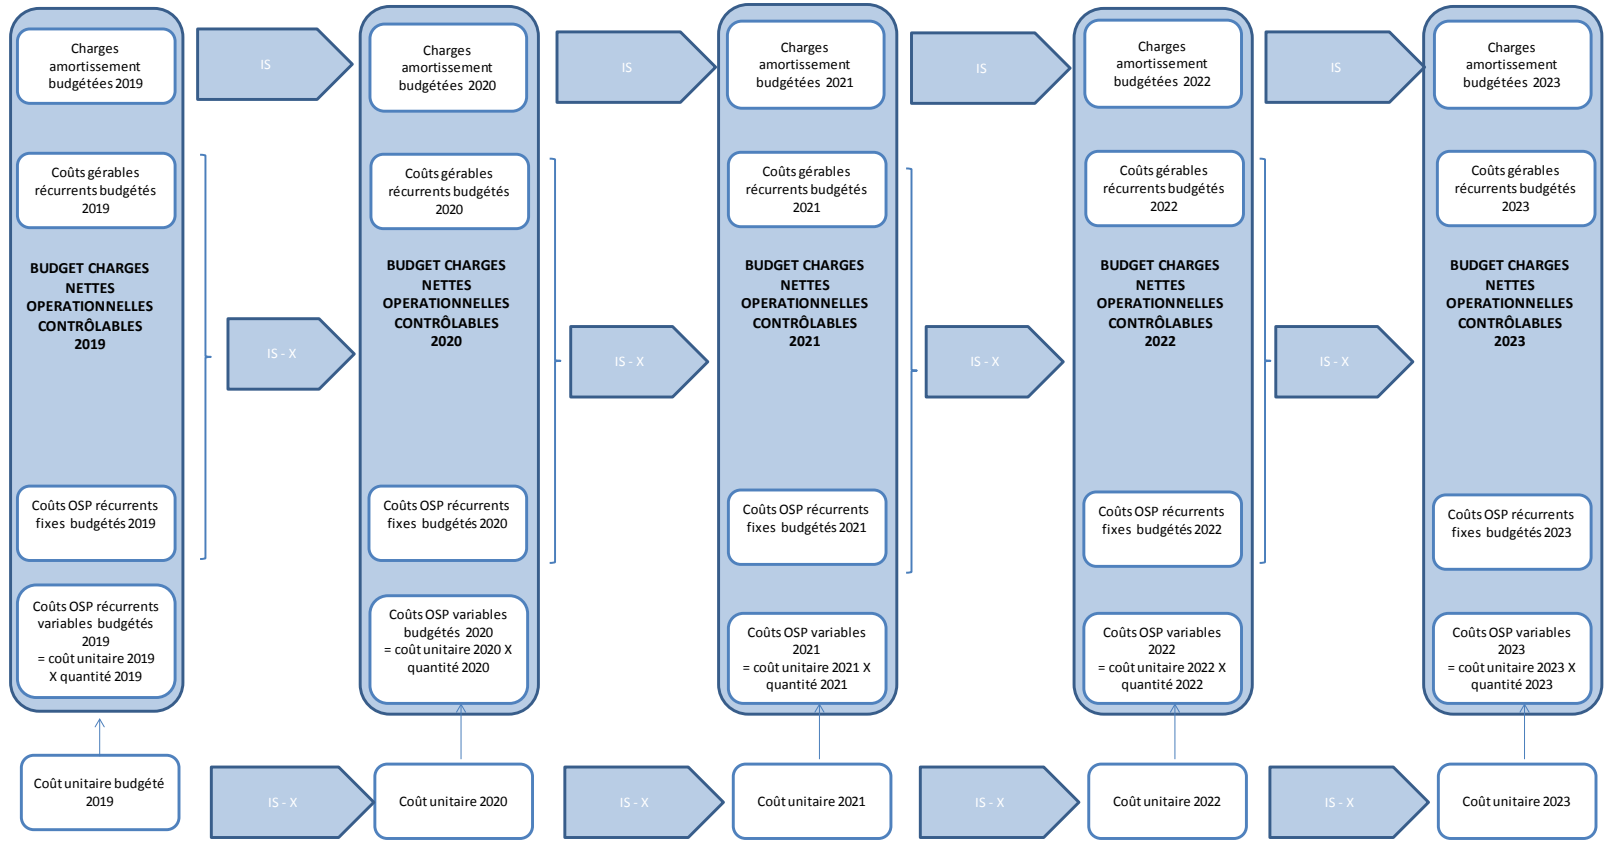 Charges
amortissement
budgétées 2019
Coûts gérables
récurrents budgétés
2019
BUDGET CHARGES
NETTES
OPERATIONNELLES
CONTRÔLABLES
2019
Coûts OSP récurrents
fixes budgétés 2019
Coûts OSP récurrents
variables budgétés
2019
= coût unitaire 2019
X quantité 2019
Coût unitaire budgété
2019
IS
IS - X
IS - X
Charges
amortissement
budgétées 2020
Coûts gérables
récurrents budgétés
2020
BUDGET CHARGES
NETTES
OPERATIONNELLES
CONTRÔLABLES
2020
Coûts OSP récurrents
fixes budgétés 2020
Coûts OSP variables
budgétés 2020
= coût unitaire 2020 X
quantité 2020
Coût unitaire 2020
IS
IS - X
IS - X
Charges
amortissement
budgétées 2021
Coûts gérables
récurrents budgétés
2021
BUDGET CHARGES
NETTES
OPERATIONNELLES
CONTRÔLABLES
2021
Coûts OSP récurrents
fixes budgétés 2021
Coûts OSP variables
2021
= coût unitaire 2021 X
quantité 2021
Coût unitaire 2021
IS
IS - X
IS - X
Charges
amortissement
budgétées 2022
Coûts gérables
récurrents budgétés
2022
BUDGET CHARGES
NETTES
OPERATIONNELLES
CONTRÔLABLES
2022
Coûts OSP récurrents
fixes budgétés 2022
Coûts OSP variables
2022
= coût unitaire 2022 X
quantité 2022
Coût unitaire 2022
IS
IS - X
IS - X
Charges
amortissement
budgétées 2023
Coûts gérables
récurrents budgétés
2023
BUDGET CHARGES
NETTES
OPERATIONNELLES
CONTRÔLABLES
2023
Coûts OSP récurrents
fixes budgétés 2023
Coûts OSP variables
2023
= coût unitaire 2023 X
quantité 2023
Coût unitaire 2023